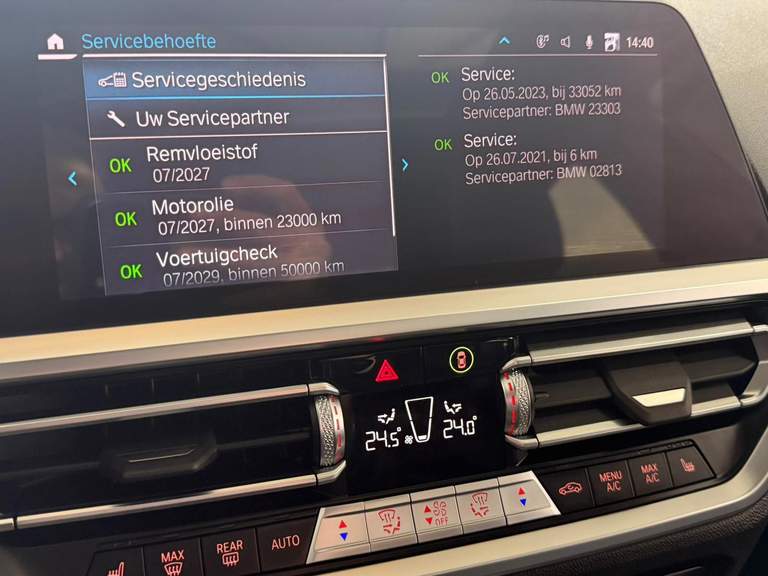 Servicebehoefte
14:40
Servicegeschiedenis
Uw Servicepartner
OK Remvloeistof
07/2027
OK Motorolie
07/2027, binnen 23000 km
OK Voertuigcheck
07/2029, binnen 50000 km
OK Service:
Op 26.05.2023, bij 33052 km
Servicepartner: BMW 23303
OK Service:
Op 26.07.2021, bij 6 km
Servicepartner: BMW 02813
24.5° 24.0°
MAX
REAR
AUTO
OFF
MENU
A/C
MAX
A/C